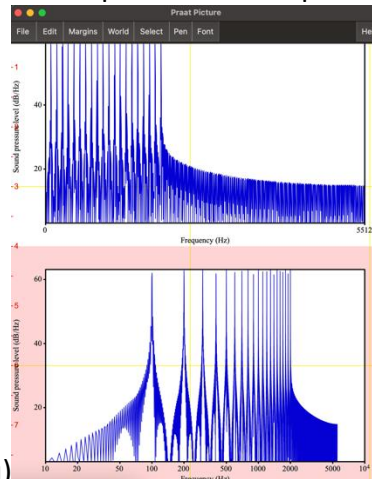 Praat Picture
File Edit Margins World Select Pen Font He
1
3
Sound pressure level (dB/Hz)
40
20
0 5512
Frequency (Hz)
4
5
7
Sound pressure level (dB/Hz)
60
40
20
10 20 50 100 200 500 1000 2000 5000 10⁴
Frequency (Hz)
)